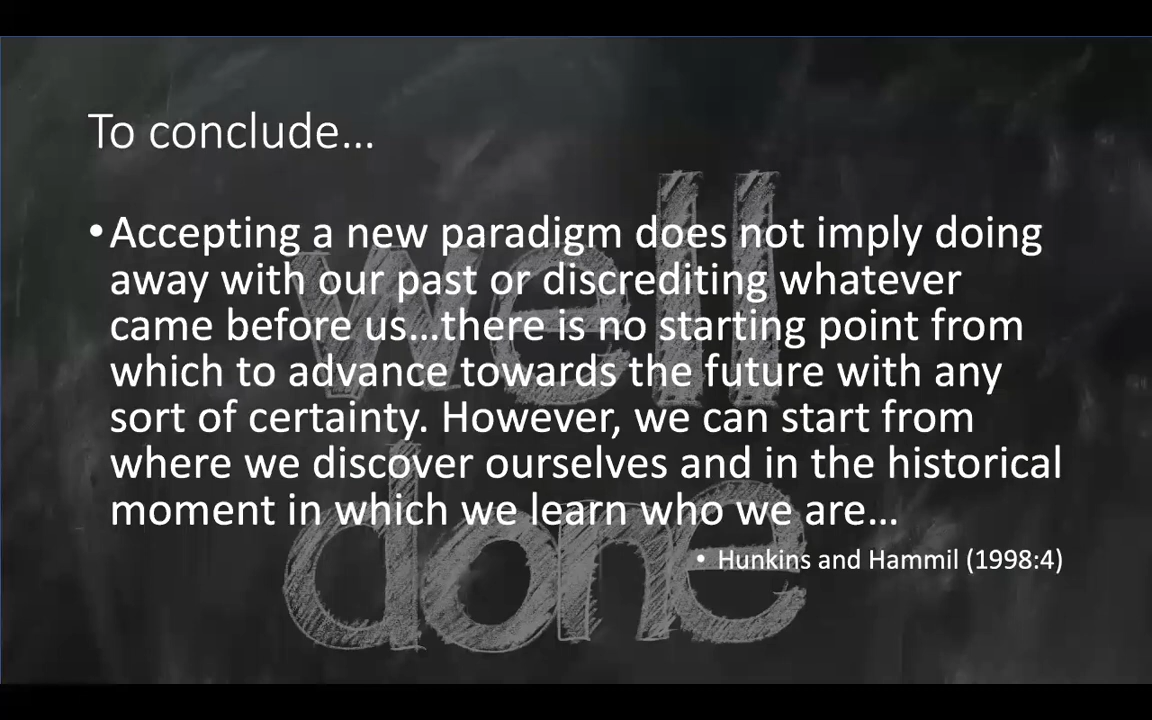 To conclude…
•Accepting a new paradigm does not imply doing
away with our past or discrediting whatever
came before us…there is no starting point from
which to advance towards the future with any
sort of certainty. However, we can start from
where we discover ourselves and in the historical
moment in which we learn who we are…
• Hunkins and Hammil (1998:4)
well
done